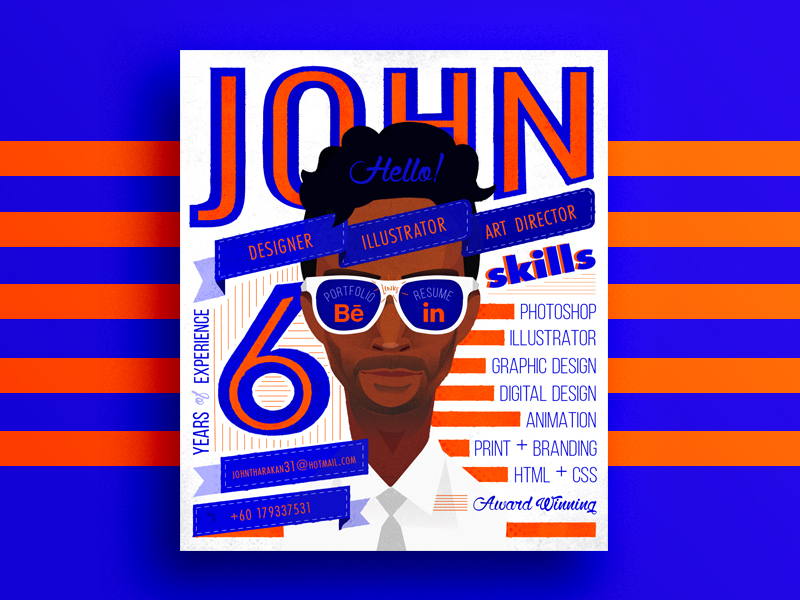 JOHN
Hello!
DESIGNER
ILLUSTRATOR
ART DIRECTOR
skills
PORTFOLIO
Bē
RESUME
in
YEARS of EXPERIENCE
6
PHOTOSHOP
ILLUSTRATOR
GRAPHIC DESIGN
DIGITAL DESIGN
ANIMATION
PRINT + BRANDING
HTML + CSS
Award Winning
JOHNTHARAKAN31@HOTMAIL.COM
+60 179337531